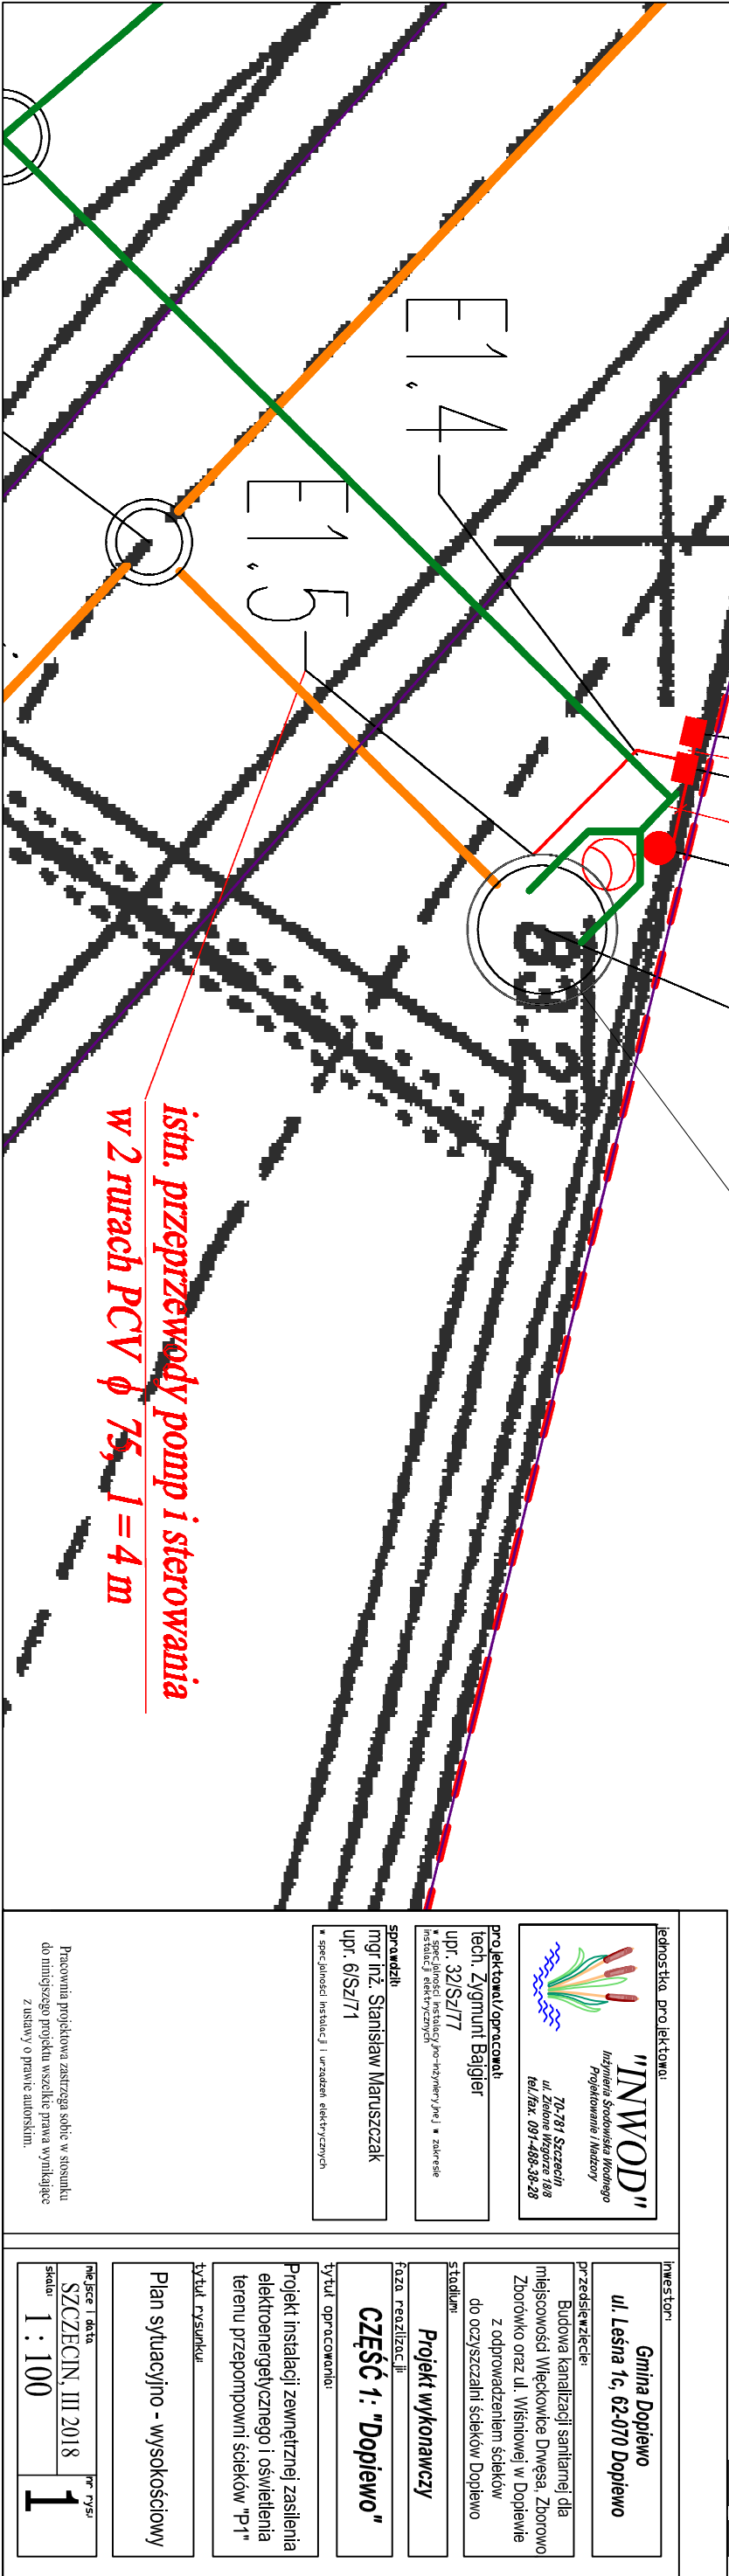 E1.4
E1.5
istn. przeprzewody pomp i sterowania
w 2 rurach PCV ϕ 75, l = 4 m
jednostka projektowa:
"INWOD"
Inżynieria Środowiska Wodnego
Projektowanie i Nadzory
70-781 Szczecin
ul. Zielone Wzgórze 18/8
tel./fax. 091-488-38-28
projektował/opracował:
tech. Zygmunt Bajgier
upr. 32/Sz/77
w specjalności instalacyjno-inżynieryjnej w zakresie
instalacji elektrycznych
sprawdził:
mgr inż. Stanisław Maruszczak
upr. 6/Sz/71
w specjalności instalacji i urządzeń elektrycznych
Pracownia projektowa zastrzega sobie w stosunku
do niniejszego projektu wszelkie prawa wynikające
z ustawy o prawie autorskim.
inwestor:
Gmina Dopiewo
ul. Leśna 1c, 62-070 Dopiewo
przedsięwzięcie:
Budowa kanalizacji sanitarnej dla
miejscowości Więckowice Drwęsa, Zborowo
Zborówko oraz ul. Wiśniowej w Dopiewie
z odprowadzeniem ścieków
do oczyszczalni ścieków Dopiewo
stadium:
Projekt wykonawczy
faza reazlizacji:
CZĘŚĆ 1: "Dopiewo"
tytuł opracowania:
Projekt instalacji zewnętrznej zasilenia
elektroenergetycznego i oświetlenia
terenu przepompowni ścieków "P1"
tytuł rysunku:
Plan sytuacyjno - wysokościowy
miejsce i data
SZCZECIN, III 2018
skala:
1 : 100
nr rys.:
1